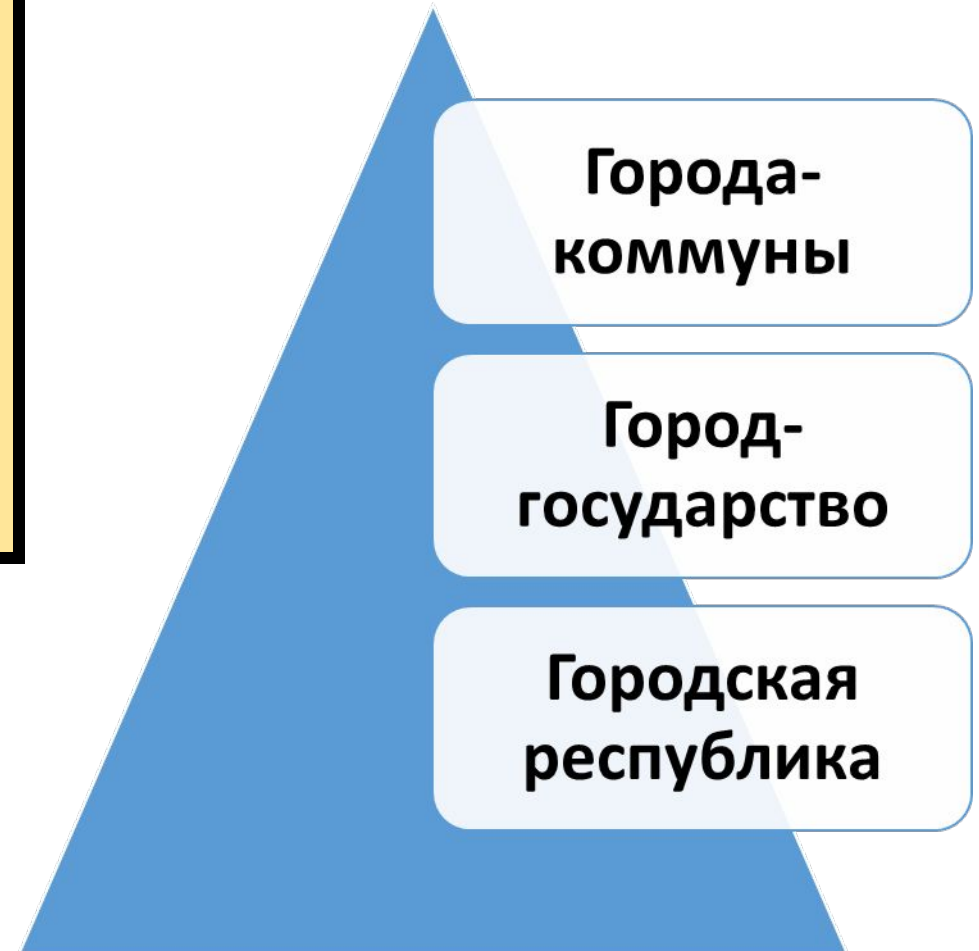 Города-
коммуны
Город-
государство
Городская
республика